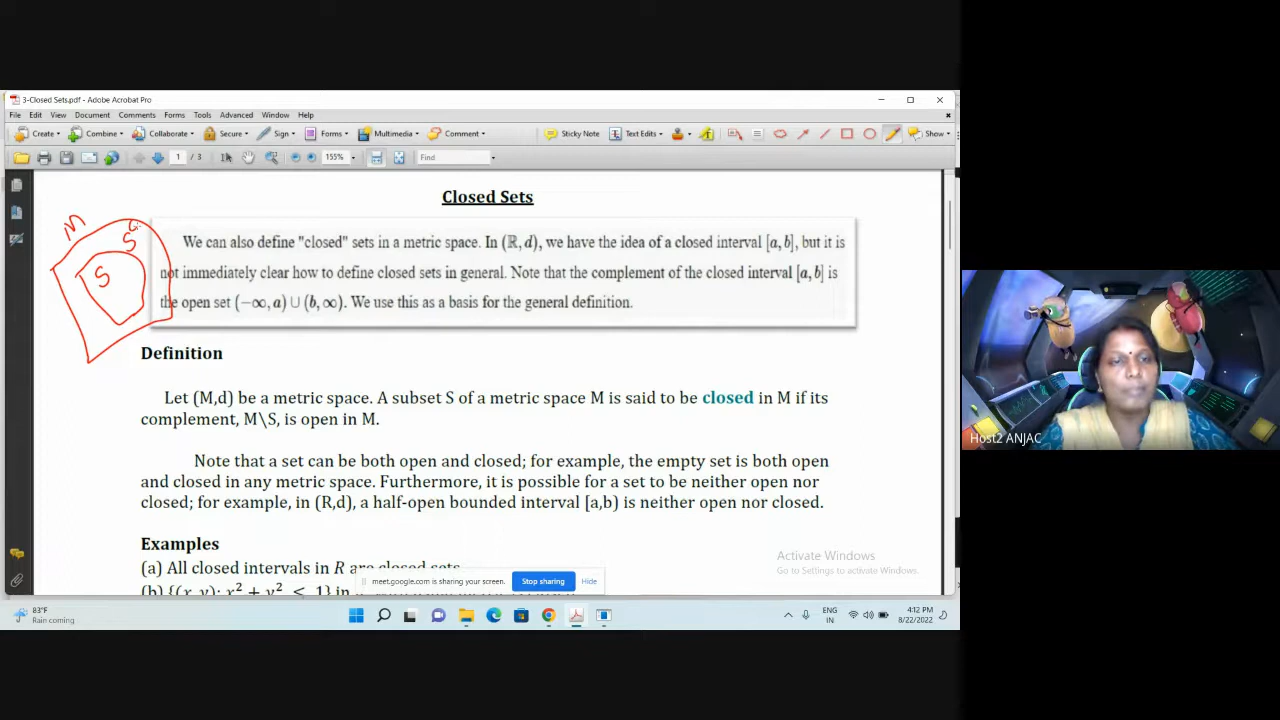 3-Closed Sets.pdf - Adobe Acrobat Pro
File Edit View Document Comments Forms Tools Advanced Window Help
Create Combine Collaborate Secure Sign Forms Multimedia Comment Sticky Note Text Edits Show
1 / 3 155% Find
Closed Sets
We can also define "closed" sets in a metric space. In (ℝ, d), we have the idea of a closed interval [a, b], but it is
not immediately clear how to define closed sets in general. Note that the complement of the closed interval [a, b] is
the open set (−∞, a) ∪ (b, ∞). We use this as a basis for the general definition.
M
S
S
Definition
Let (M,d) be a metric space. A subset S of a metric space M is said to be closed in M if its
complement, M\S, is open in M.
Note that a set can be both open and closed; for example, the empty set is both open
and closed in any metric space. Furthermore, it is possible for a set to be neither open nor
closed; for example, in (R,d), a half-open bounded interval [a,b) is neither open nor closed.
Examples
(a) All closed intervals in R are closed sets
(b) {(x, y): x² + y² ≤ 1} in
meet.google.com is sharing your screen. Stop sharing Hide
Activate Windows
Go to Settings to activate Windows.
Host2 ANJAC
83°F
Rain coming
ENG
IN
4:12 PM
8/22/2022